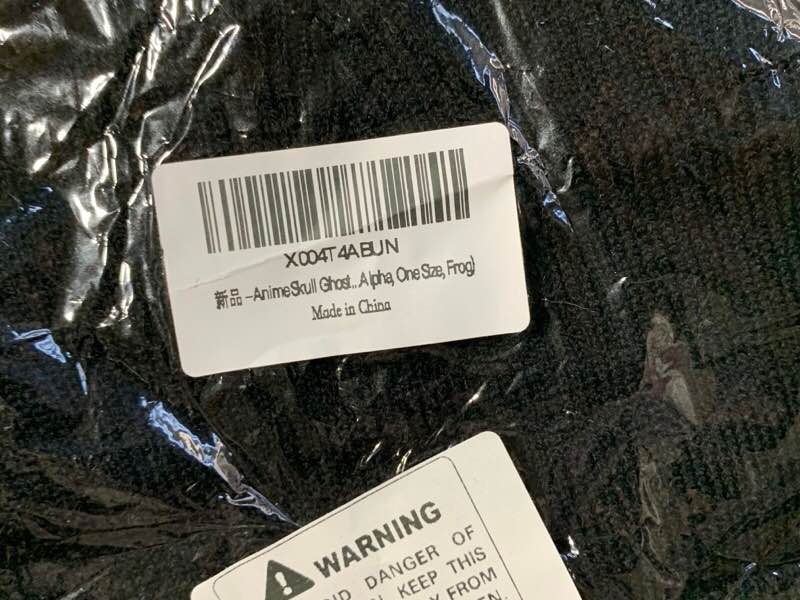 X004T4ABUN
新品 -Anime Skull Ghost... Alpha, One Size, Frog)
Made in China
WARNING
DANGER OF
KEEP THIS
FROM